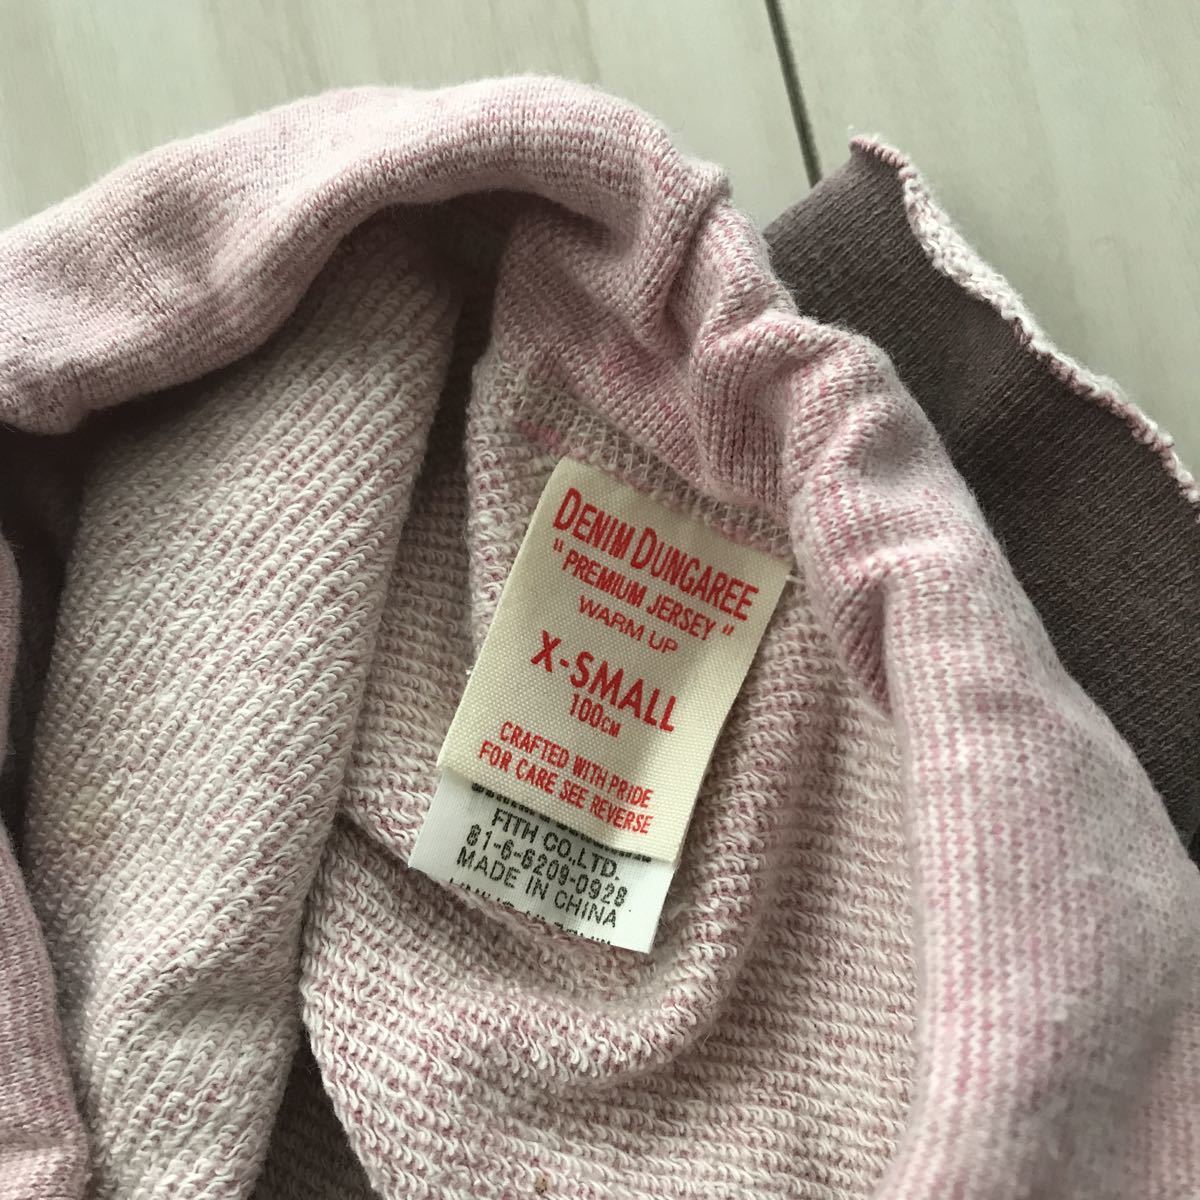 DENIM DUNGAREE
"PREMIUM JERSEY"
WARM UP
X-SMALL
100CM
CRAFTED WITH PRIDE
FOR CARE SEE REVERSE
FITH CO.,LTD.
81-6-6209-0928
MADE IN CHINA